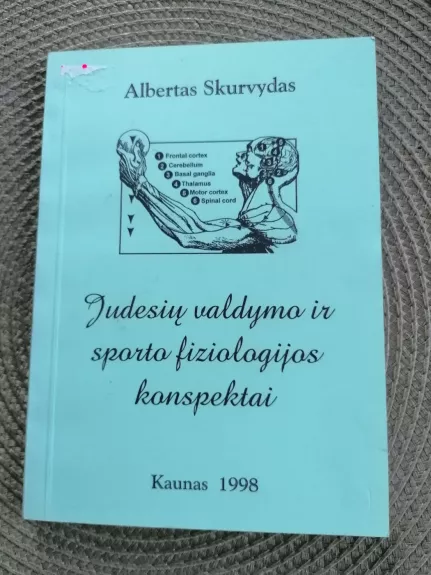 Albertas Skurvydas
1 Frontal cortex
2 Cerebellum
3 Basal ganglia
4 Thalamus
5 Motor cortex
6 Spinal cord
Judesių valdymo ir
sporto fiziologijos
konspektai
Kaunas 1998